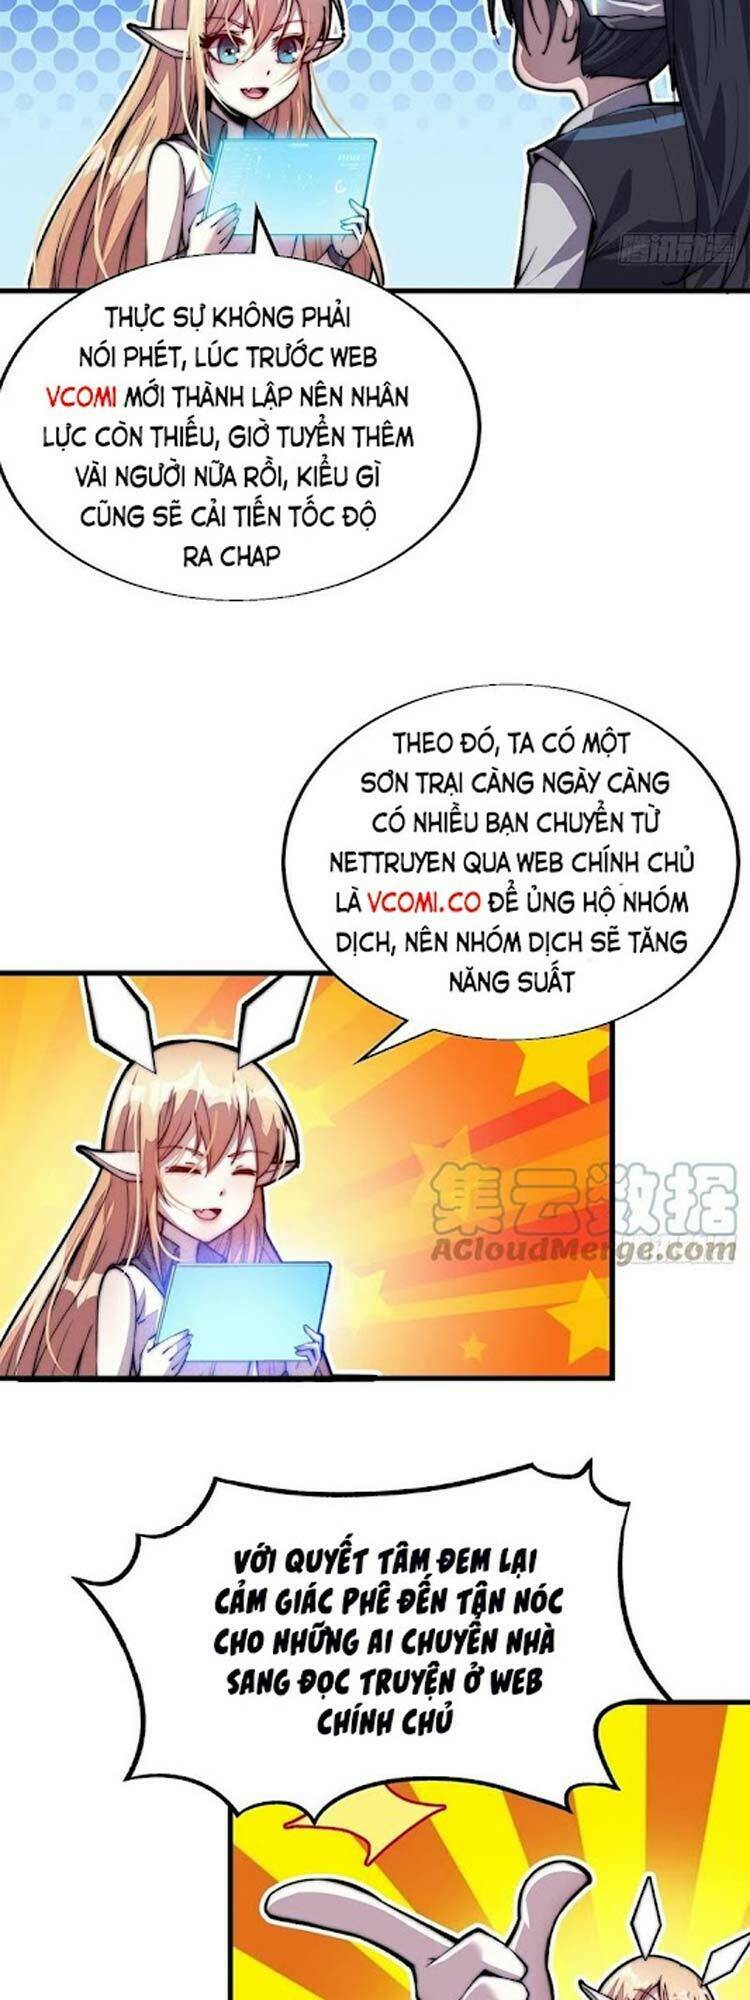 腾讯动漫
THỰC SỰ KHÔNG PHẢI
NÓI PHÉT, LÚC TRƯỚC WEB
VCOMI MỚI THÀNH LẬP NÊN NHÂN
LỰC CÒN THIẾU, GIỜ TUYỂN THÊM
VÀI NGƯỜI NỮA RỒI, KIỂU GÌ
CŨNG SẼ CẢI TIẾN TỐC ĐỘ
RA CHAP
THEO ĐÓ, TA CÓ MỘT
SƠN TRẠI CÀNG NGÀY CÀNG
CÓ NHIỀU BẠN CHUYỂN TỪ
NETTRUYEN QUA WEB CHÍNH CHỦ
LÀ VCOMI.CO ĐỂ ỦNG HỘ NHÓM
DỊCH, NÊN NHÓM DỊCH SẼ TĂNG
NĂNG SUẤT
集云数据
ACloudMerge.com
VỚI QUYẾT TÂM ĐEM LẠI
CẢM GIÁC PHÊ ĐẾN TẬN NÓC
CHO NHỮNG AI CHUYỂN NHÀ
SANG ĐỌC TRUYỆN Ở WEB
CHÍNH CHỦ